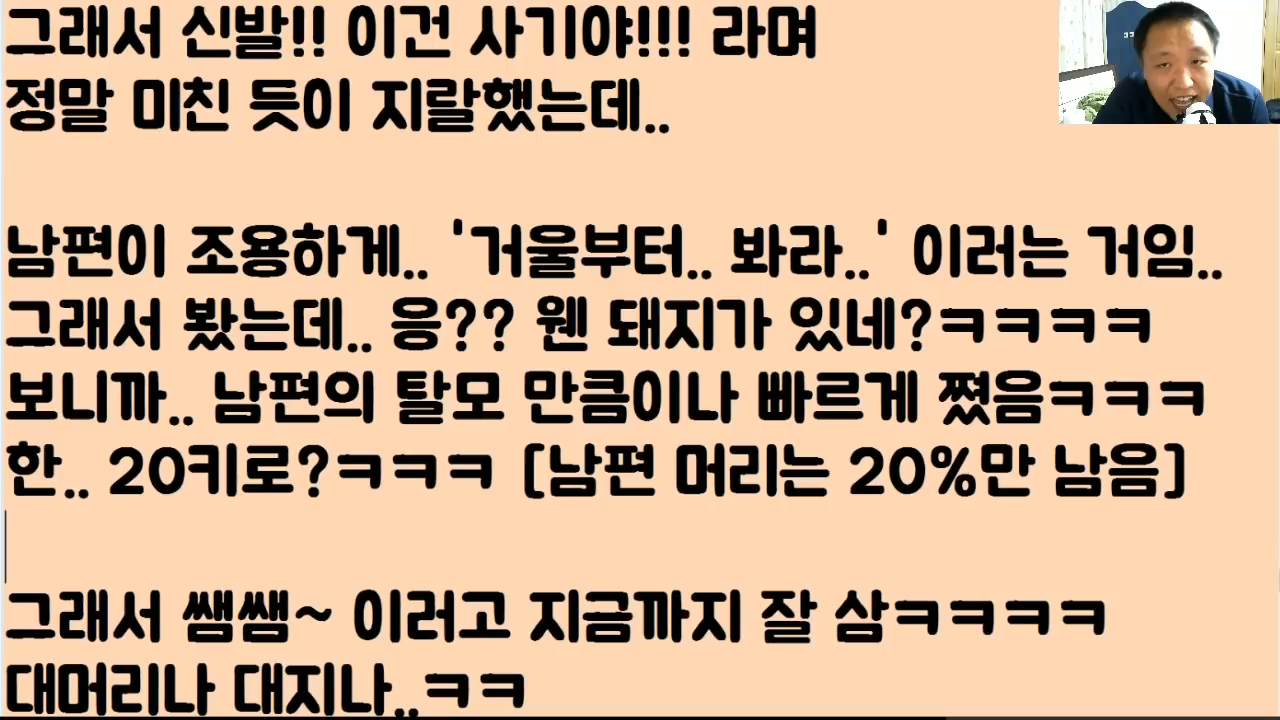 그래서 신발!! 이건 사기야!!! 라며
정말 미친 듯이 지랄했는데..
남편이 조용하게.. '거울부터.. 봐라..' 이러는 거임..
그래서 봤는데.. 응?? 웬 돼지가 있네?ㅋㅋㅋㅋ
보니까.. 남편의 탈모 만큼이나 빠르게 쪘음ㅋㅋㅋ
한.. 20키로?ㅋㅋㅋ [남편 머리는 20%만 남음]
그래서 쌤쌤~ 이러고 지금까지 잘 삼ㅋㅋㅋㅋ
대머리나 대지나..ㅋㅋ